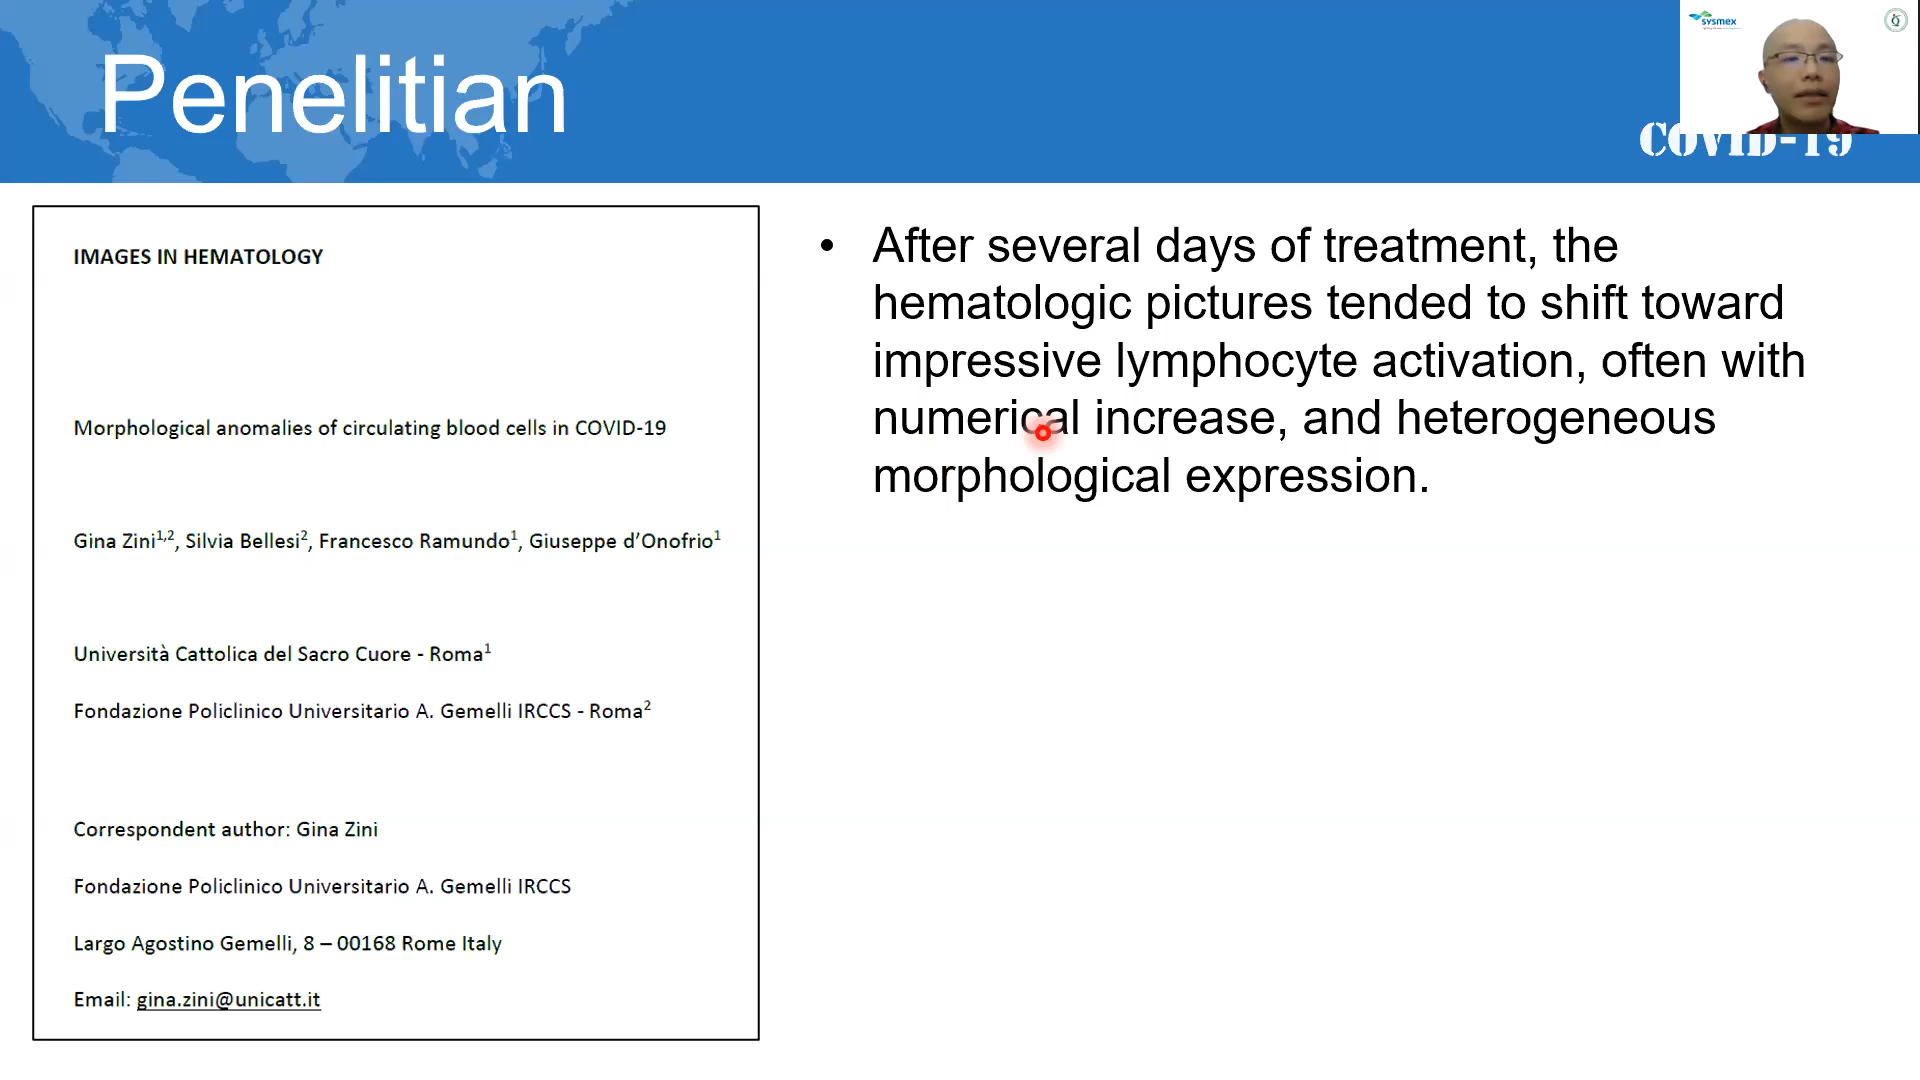 Penelitian
sysmex
COVID-19
IMAGES IN HEMATOLOGY
Morphological anomalies of circulating blood cells in COVID-19
Gina Zini1,2, Silvia Bellesi2, Francesco Ramundo1, Giuseppe d’Onofrio1
Università Cattolica del Sacro Cuore - Roma1
Fondazione Policlinico Universitario A. Gemelli IRCCS - Roma2
Correspondent author: Gina Zini
Fondazione Policlinico Universitario A. Gemelli IRCCS
Largo Agostino Gemelli, 8 – 00168 Rome Italy
Email: gina.zini@unicatt.it
• After several days of treatment, the
hematologic pictures tended to shift toward
impressive lymphocyte activation, often with
numerical increase, and heterogeneous
morphological expression.